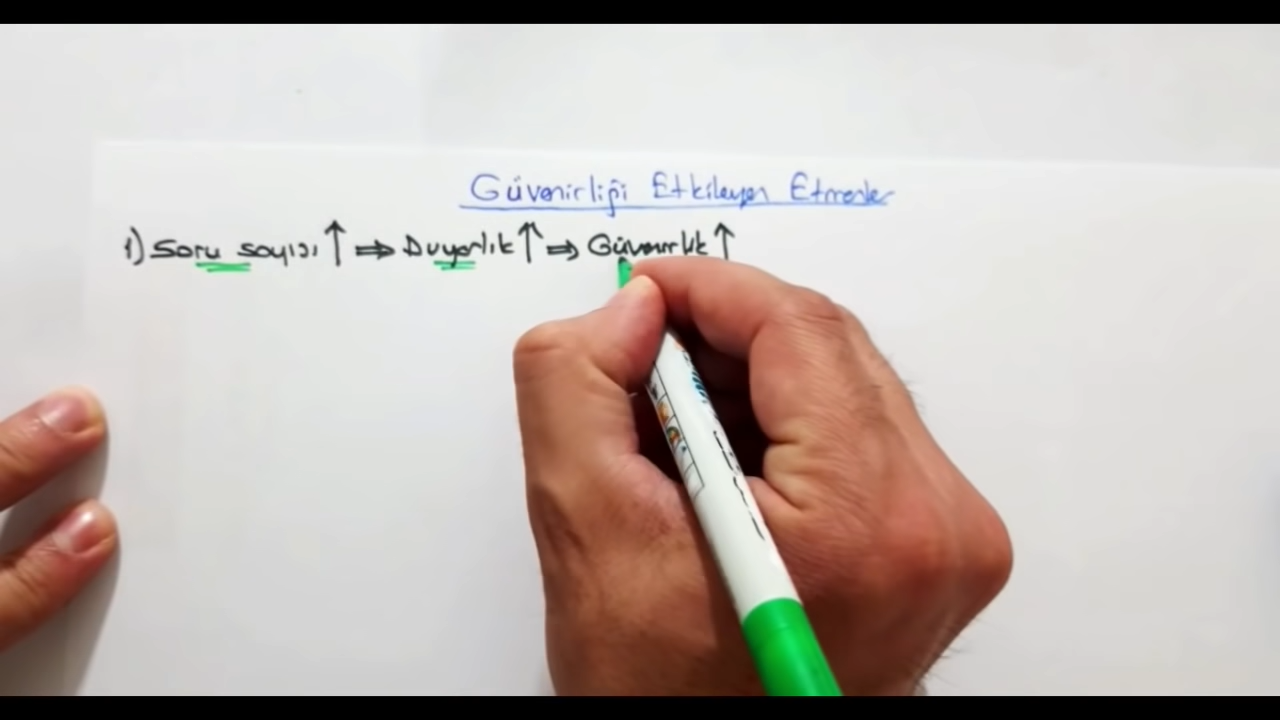 Güvenirliği Etkileyen Etmenler
1) Soru sayısı ↑ ⇒ Duyarlık ↑ ⇒ Güvenirlik ↑